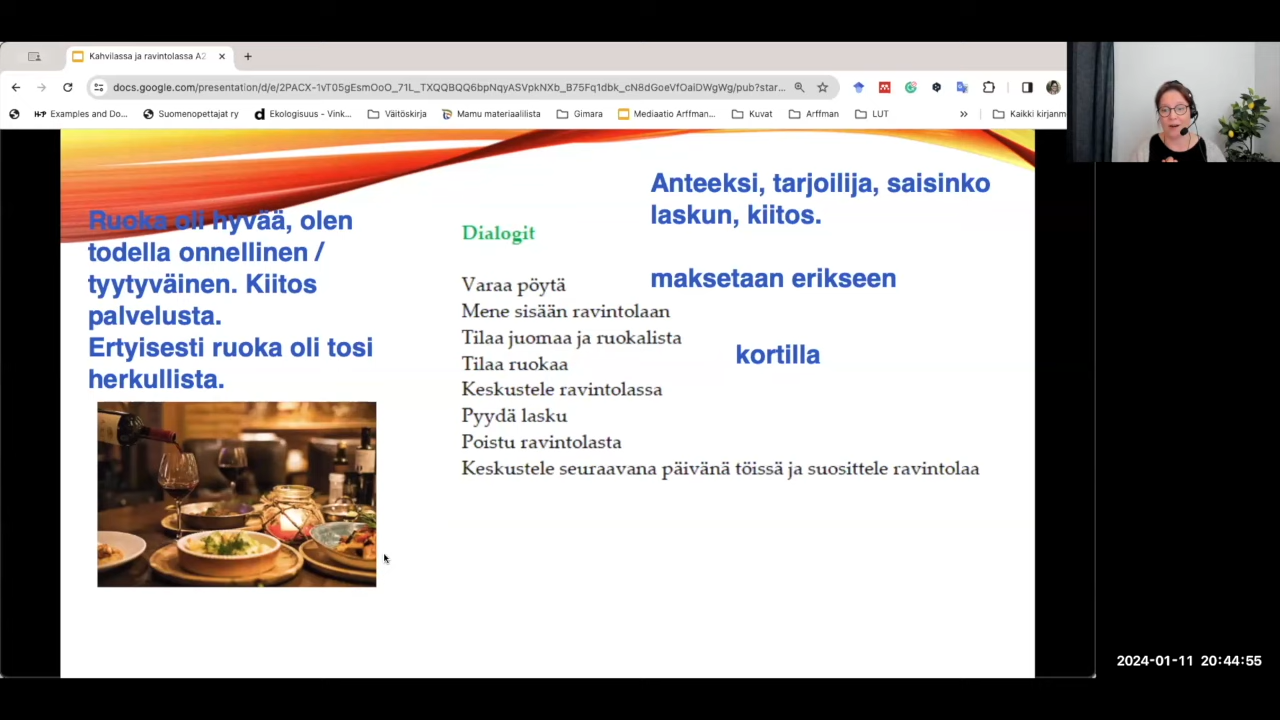 Kahvilassa ja ravintolassa A2
docs.google.com/presentation/d/e/2PACX-1vT05gEsmOoO_71L_TXQQBQQ6bpNqyASVpkNXb_B75Fq1dbk_cN8dGoeVfOaiDWgWg/pub?star...
Examples and Do... Suomenopettajat ry Ekologisuus - Vink... Väitöskirja Mamu materiaalilista Gimara Mediaatio Arffman... Kuvat Arffman LUT » Kaikki kirjanm
Anteeksi, tarjoilija, saisinko
laskun, kiitos.
maksetaan erikseen
kortilla
Ruoka oli hyvää, olen
todella onnellinen /
tyytyväinen. Kiitos
palvelusta.
Ertyisesti ruoka oli tosi
herkullista.
Dialogit
Varaa pöytä
Mene sisään ravintolaan
Tilaa juomaa ja ruokalista
Tilaa ruokaa
Keskustele ravintolassa
Pyydä lasku
Poistu ravintolasta
Keskustele seuraavana päivänä töissä ja suosittele ravintolaa
2024-01-11 20:44:55